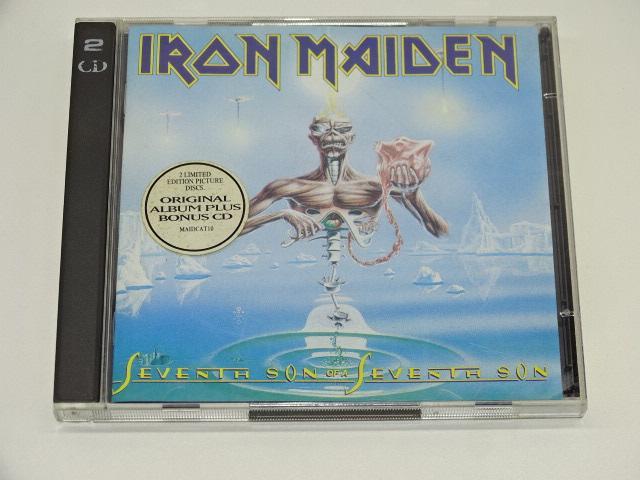 2
CD
IRON MAIDEN
2 LIMITED
EDITION PICTURE
DISCS.
ORIGINAL
ALBUM PLUS
BONUS CD
MAIDCAT10
SEVENTH SON OF A SEVENTH SON